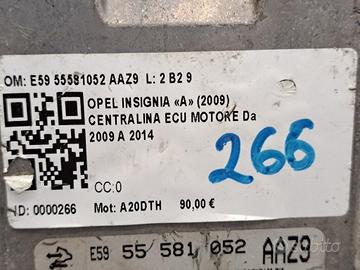 OM: E59 55581052 AAZ9 L: 2 B2 9
OPEL INSIGNIA «A» (2009)
CENTRALINA ECU MOTORE Da
2009 A 2014
266
CC:0
ID: 0000266 Mot: A20DTH 90,00 €
E59 55 581 052 AAZ9